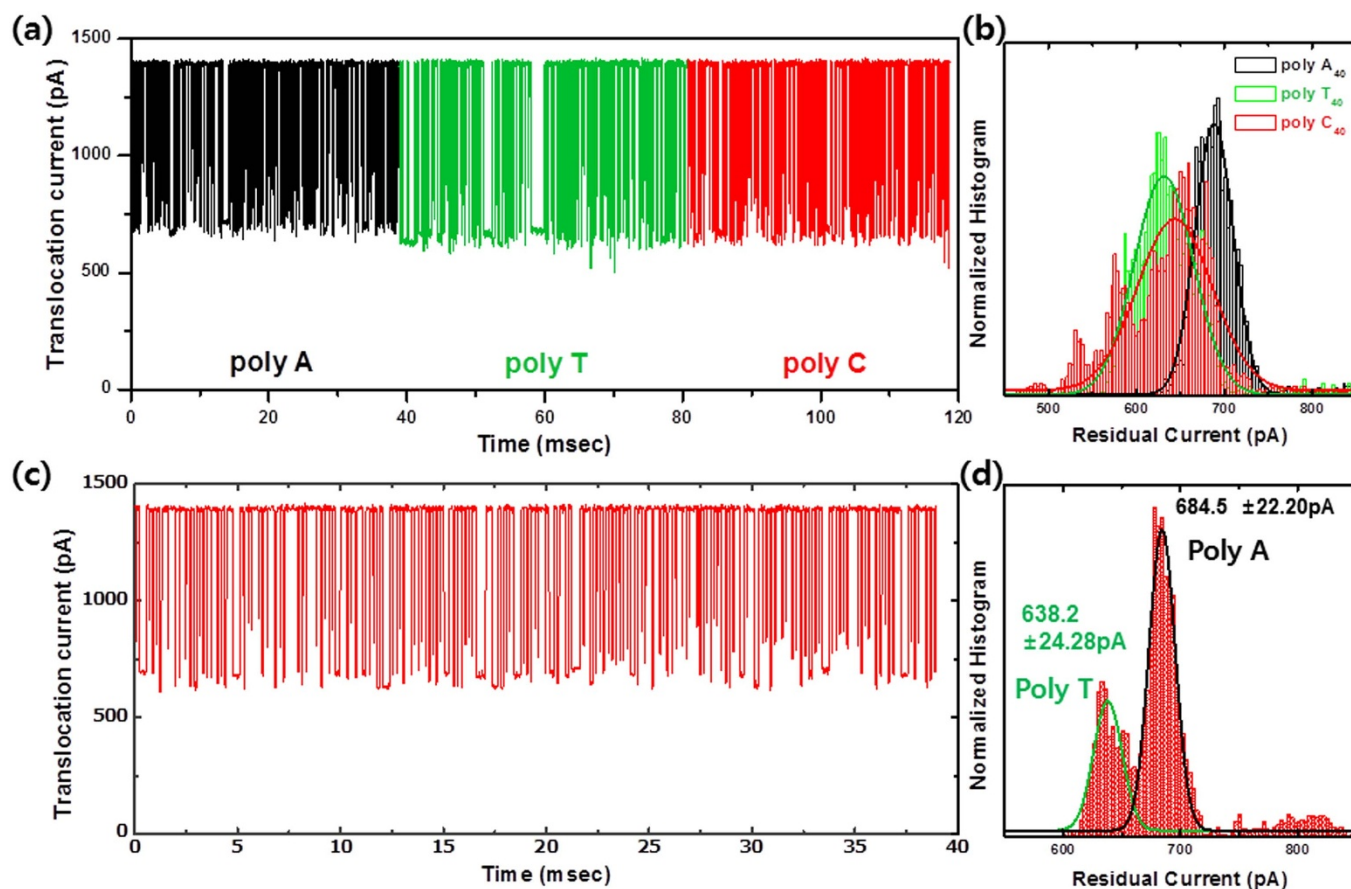 (a)
Translocation current (pA)
1500
1000
500
0
poly A
poly T
poly C
0 20 40 60 80 100 120
Time (msec)
(b)
Normalized Histogram
poly A40
poly T40
poly C40
500 600 700 800
Residual Current (pA)
(c)
Translocation current (pA)
1500
1000
500
0
0 5 10 15 20 25 30 35 40
Time (msec)
(d)
Normalized Histogram
684.5 ±22.20pA
Poly A
638.2
±24.28pA
Poly T
600 700 800
Residual Current (pA)